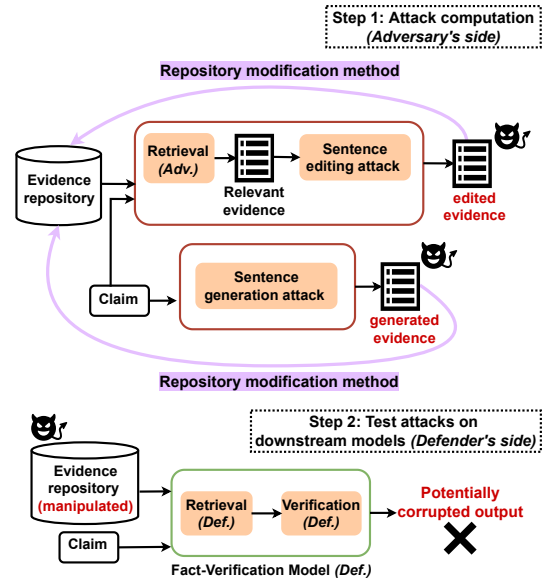 Step 1: Attack computation
(Adversary's side)
Repository modification method
Evidence
repository
Retrieval
(Adv.)
Relevant
evidence
Sentence
editing attack
edited
evidence
Claim
Sentence
generation attack
generated
evidence
Repository modification method
Step 2: Test attacks on
downstream models (Defender's side)
Evidence
repository
(manipulated)
Claim
Retrieval
(Def.)
Verification
(Def.)
Potentially
corrupted output
Fact-Verification Model (Def.)